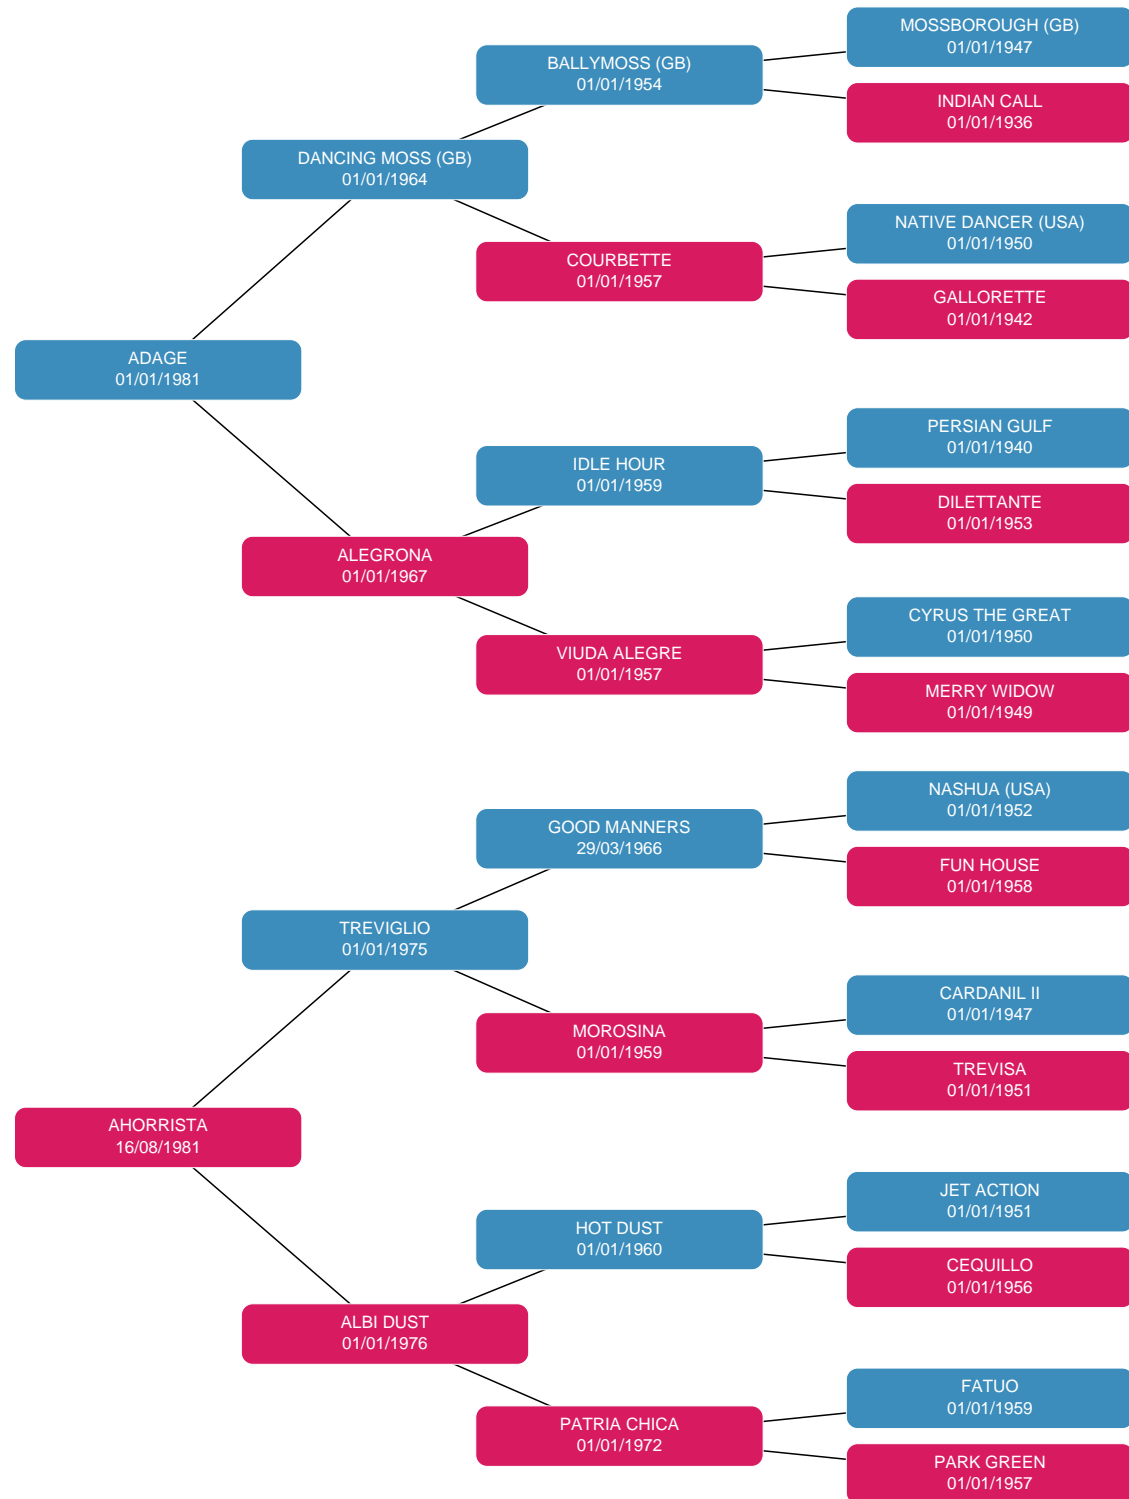 MOSSBOROUGH (GB)
01/01/1947
BALLYMOSS (GB)
01/01/1954
INDIAN CALL
01/01/1936
DANCING MOSS (GB)
01/01/1964
NATIVE DANCER (USA)
01/01/1950
COURBETTE
01/01/1957
GALLORETTE
01/01/1942
ADAGE
01/01/1981
PERSIAN GULF
01/01/1940
IDLE HOUR
01/01/1959
DILETTANTE
01/01/1953
ALEGRONA
01/01/1967
CYRUS THE GREAT
01/01/1950
VIUDA ALEGRE
01/01/1957
MERRY WIDOW
01/01/1949
NASHUA (USA)
01/01/1952
GOOD MANNERS
29/03/1966
FUN HOUSE
01/01/1958
TREVIGLIO
01/01/1975
CARDANIL II
01/01/1947
MOROSINA
01/01/1959
TREVISA
01/01/1951
AHORRISTA
16/08/1981
JET ACTION
01/01/1951
HOT DUST
01/01/1960
CEQUILLO
01/01/1956
ALBI DUST
01/01/1976
FATUO
01/01/1959
PATRIA CHICA
01/01/1972
PARK GREEN
01/01/1957